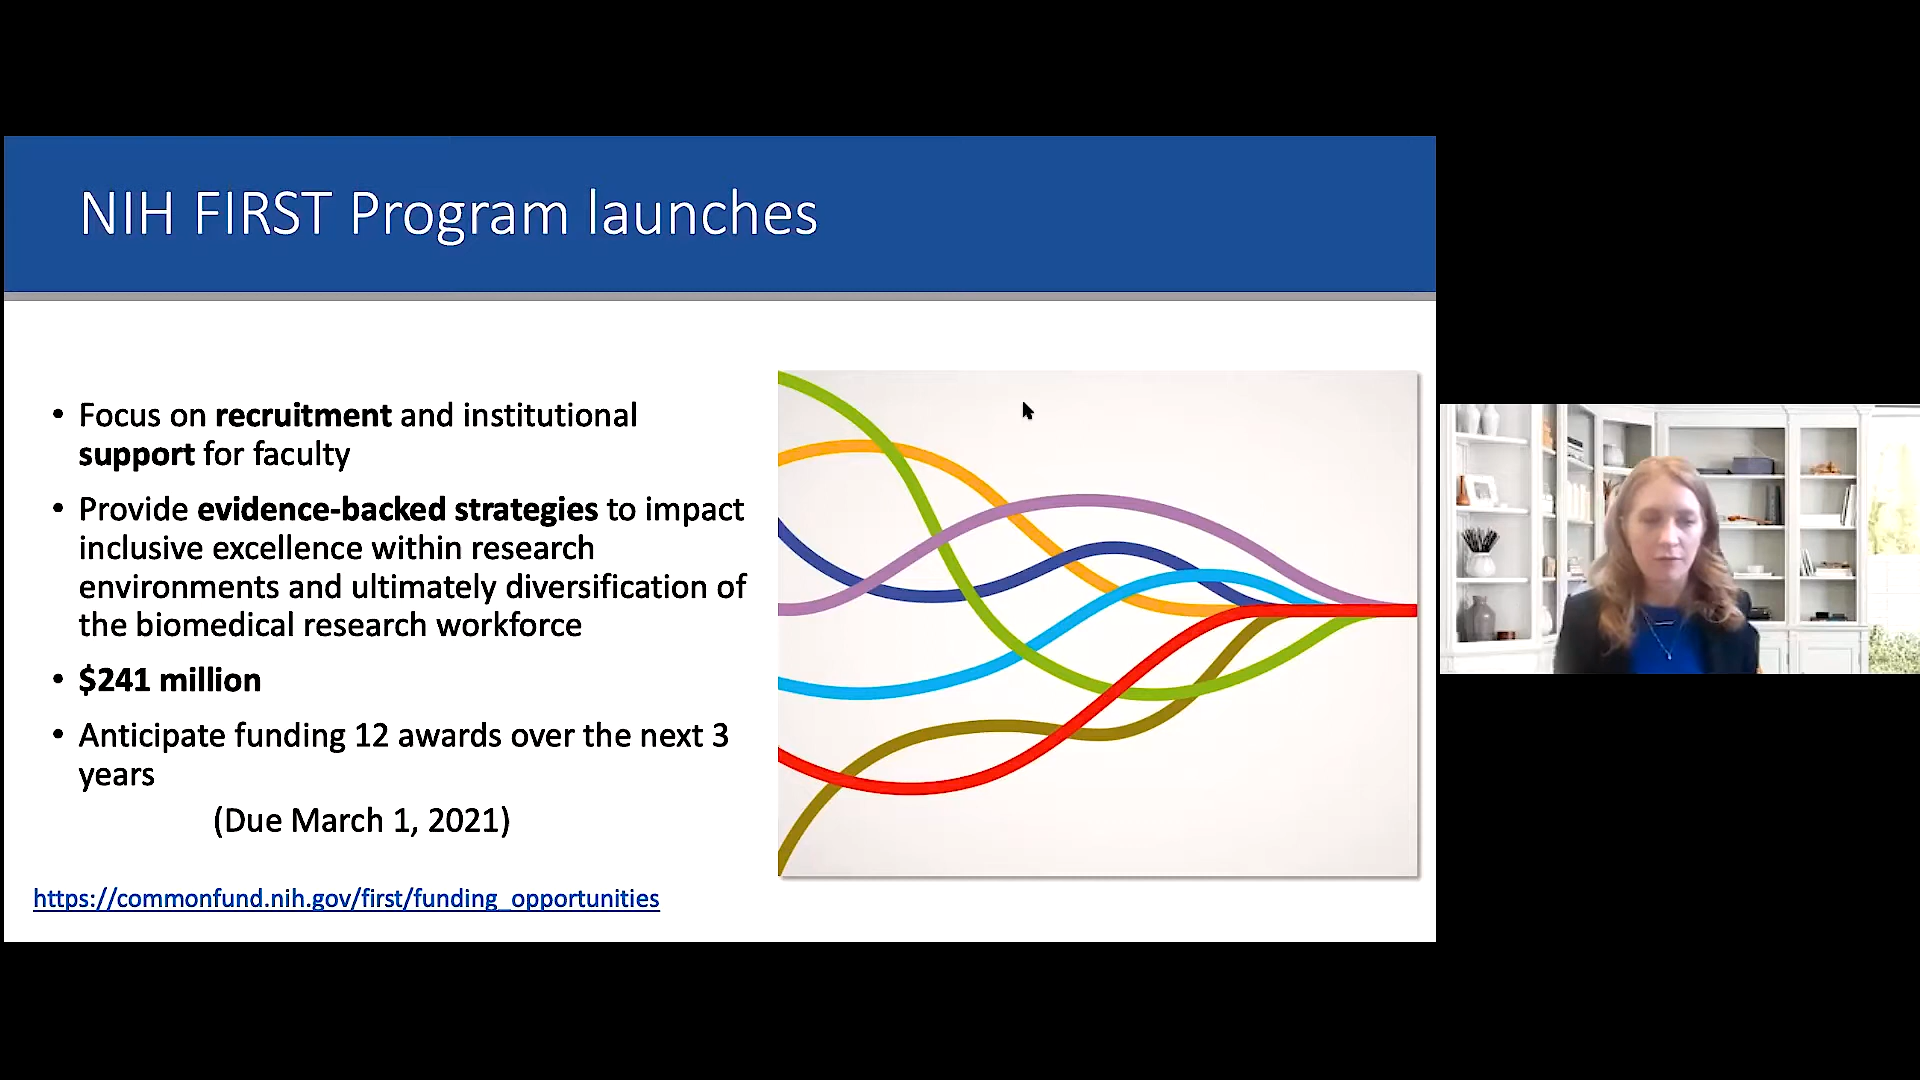 NIH FIRST Program launches
• Focus on recruitment and institutional
support for faculty
• Provide evidence-backed strategies to impact
inclusive excellence within research
environments and ultimately diversification of
the biomedical research workforce
• $241 million
• Anticipate funding 12 awards over the next 3
years
(Due March 1, 2021)
https://commonfund.nih.gov/first/funding_opportunities